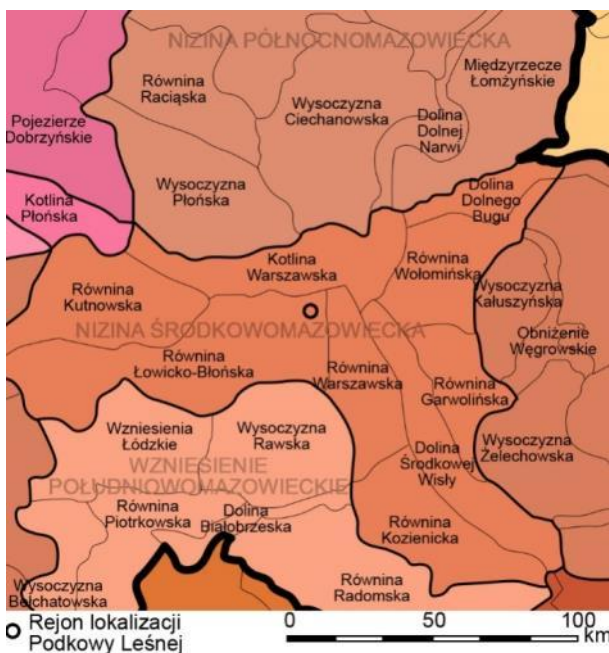 NIZINA PÓŁNOCNOMAZOWIECKA
Międzyrzecze
Łomżyńskie
Równina
Raciąska
Wysoczyzna
Ciechanowska
Dolina
Dolnej
Narwi
Pojezierze
Dobrzyńskie
Wysoczyzna
Płońska
Kotlina
Płońska
Dolina
Dolnego
Bugu
Kotlina
Warszawska
Równina
Wołomińska
Równina
Kutnowska
Wysoczyzna
Kałuszyńska
NIZINA ŚRODKOWOMAZOWIECKA
Obniżenie
Węgrowskie
Równina
Łowicko-Błońska
Równina
Warszawska
Równina
Garwolińska
Wzniesienia
Łódzkie
Wysoczyzna
Rawska
Dolina
Środkowej
Wisły
Wysoczyzna
Żelechowska
WZNIESIENIE
POŁUDNIOWOMAZOWIECKIE
Równina
Piotrkowska
Dolina
Białobrzeska
Równina
Kozienicka
Wysoczyzna
Bełchatowska
Równina
Radomska
Rejon lokalizacji
Podkowy Leśnej
0 50 100
km